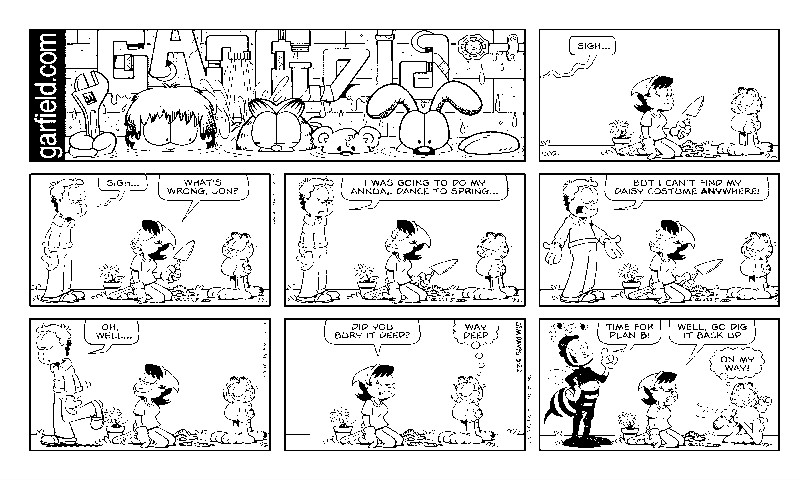 garfield.com
GARFIELD
SIGH...
SIGH...
WHAT'S
WRONG, JON?
I WAS GOING TO DO MY
ANNUAL DANCE TO SPRING...
BUT I CAN'T FIND MY
DAISY COSTUME ANYWHERE!
OH,
WELL...
DID YOU
BURY IT DEEP?
WAY
DEEP
TIME FOR
PLAN B!
WELL, GO DIG
IT BACK UP
ON MY
WAY!